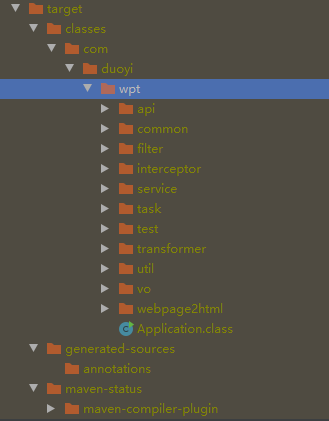 target
classes
com
duoyi
wpt
api
common
filter
interceptor
service
task
test
transformer
util
vo
webpage2html
Application.class
generated-sources
annotations
maven-status
maven-compiler-plugin